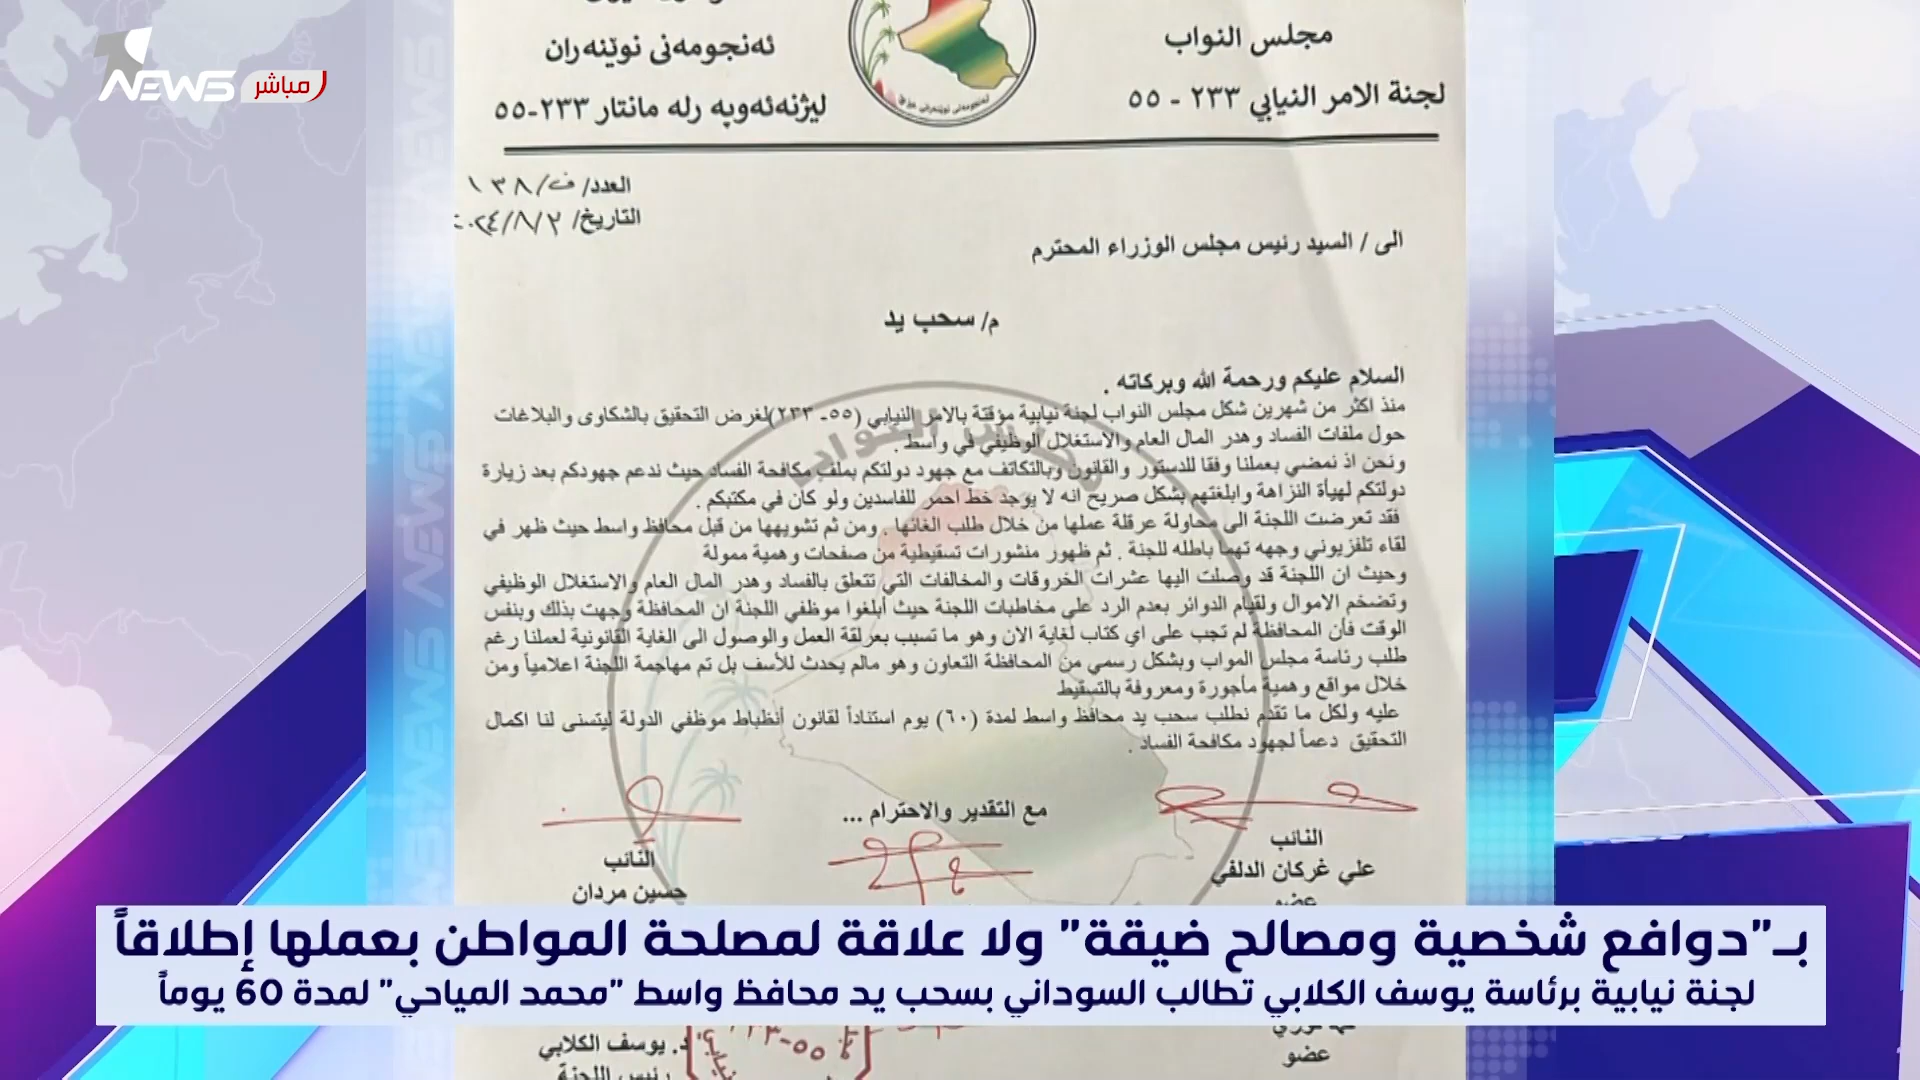 NEWS
مباشر
مجلس النواب
لجنة الامر النيابي ٢٣٣ - ٥٥
ئەنجومەنی نوێنەران
لیژنەئەوپە رلە مانتار ٢٣٣-٥٥
العدد/ ف/١٣٨
التاريخ/ ٢٠٢٤/٨/٢
الى / السيد رئيس مجلس الوزراء المحترم
م/ سحب يد
السلام عليكم ورحمة الله وبركاته .
منذ اكثر من شهرين شكل مجلس النواب لجنة نيابية مؤقتة بالامر النيابي (٥٥- ٢٣٣)لغرض التحقيق بالشكاوى والبلاغات
حول ملفات الفساد وهدر المال العام والاستغلال الوظيفي في واسط .
ونحن اذ نمضي بعملنا وفقا للدستور والقانون وبالتكاتف مع جهود دولتكم بملف مكافحة الفساد حيث ندعم جهودكم بعد زيارة
دولتكم لهيأة النزاهة وابلغتهم بشكل صريح انه لا يوجد خط احمر للفاسدين ولو كان في مكتبكم .
فقد تعرضت اللجنة الى محاولة عرقلة عملها من خلال طلب الغائها . ومن ثم تشويهها من قبل محافظ واسط حيث ظهر في
لقاء تلفزيوني وجهه تهما باطله للجنة . ثم ظهور منشورات تسقيطية من صفحات وهمية ممولة
وحيث ان اللجنة قد وصلت اليها عشرات الخروقات والمخالفات التي تتعلق بالفساد وهدر المال العام والاستغلال الوظيفي
وتضخم الاموال ولقيام الدوائر بعدم الرد على مخاطبات اللجنة حيث أبلغوا موظفي اللجنة ان المحافظة وجهت بذلك وبنفس
الوقت فأن المحافظة لم تجب على اي كتاب لغاية الان وهو ما تسبب بعرلقة العمل والوصول الى الغاية القانونية لعملنا رغم
طلب رئاسة مجلس المواب وبشكل رسمي من المحافظة التعاون وهو مالم يحدث للأسف بل تم مهاجمة اللجنة اعلامياً ومن
خلال مواقع وهمية مأجورة ومعروفة بالتسقيط
عليه ولكل ما تقدم نطلب سحب يد محافظ واسط لمدة (٦٠) يوم استناداً لقانون أنظباط موظفي الدولة ليتسنى لنا اكمال
التحقيق دعماً لجهود مكافحة الفساد .
مع التقدير والاحترام ...
النائب
علي غركان الدلفي
عضو
النائب
حسين مردان
بـ"دوافع شخصية ومصالح ضيقة" ولا علاقة لمصلحة المواطن بعملها إطلاقاً
لجنة نيابية برئاسة يوسف الكلابي تطالب السوداني بسحب يد محافظ واسط "محمد المياحي" لمدة 60 يوماً
عضو
د. يوسف الكلابي
رئيس اللجنة